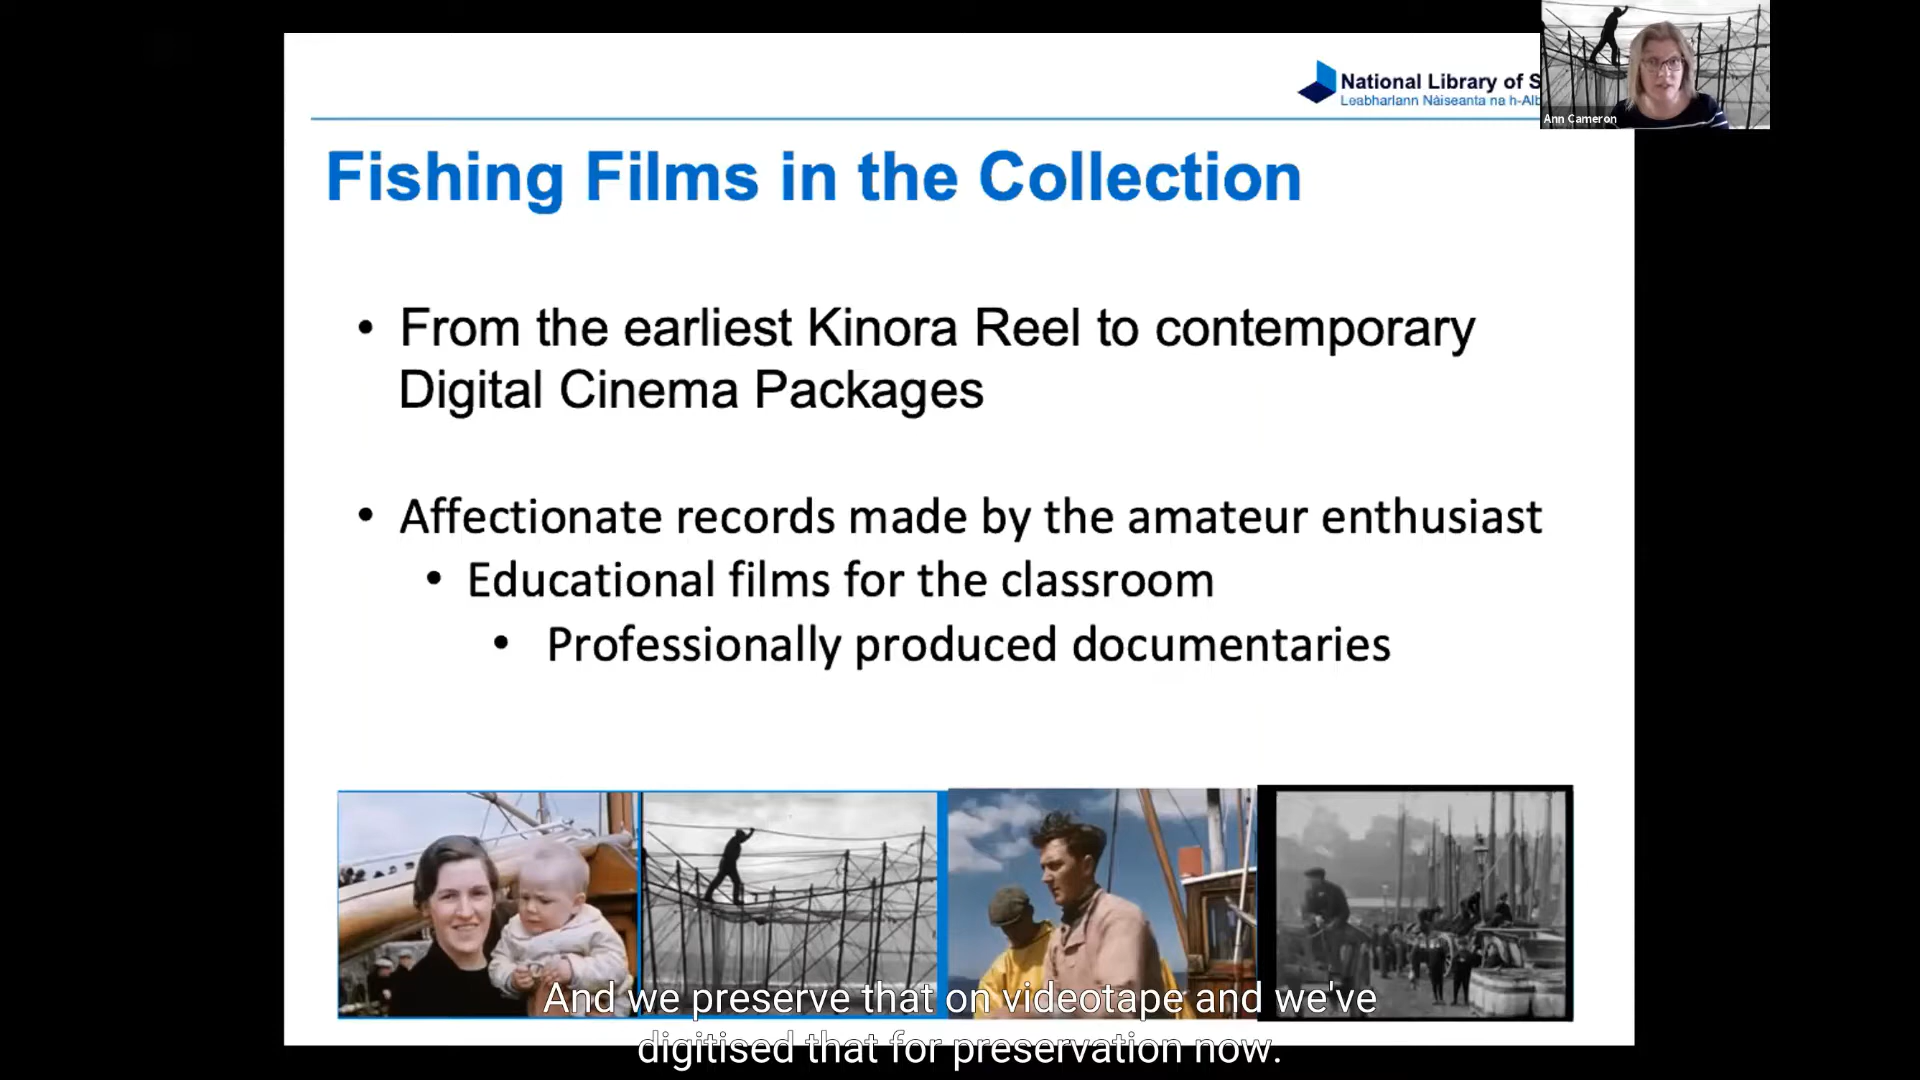 National Library of S
Leabharlann Nàiseanta na h-Alb
Ann Cameron
Fishing Films in the Collection
• From the earliest Kinora Reel to contemporary
Digital Cinema Packages
• Affectionate records made by the amateur enthusiast
• Educational films for the classroom
• Professionally produced documentaries
And we preserve that on videotape and we've
digitised that for preservation now.